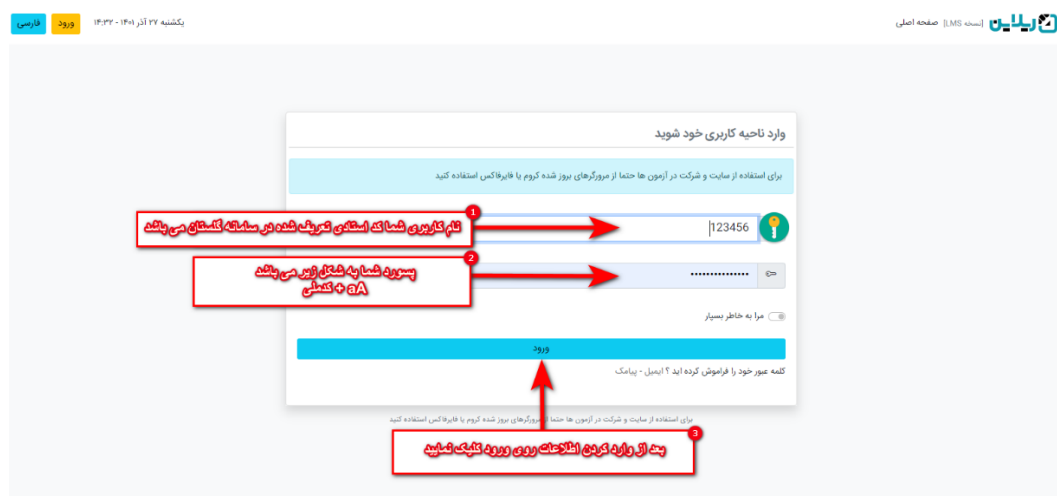 ریلاین [نسخه LMS] صفحه اصلی
یکشنبه ۲۷ آذر ۱۴۰۱ - ۱۴:۳۲
ورود
فارسی
وارد ناحیه کاربری خود شوید
برای استفاده از سایت و شرکت در آزمون ها حتما از مرورگرهای بروز شده کروم یا فایرفاکس استفاده کنید
1
نام کاربری شما کد استادی تعریف شده در سامانه گلستان می باشد
123456
2
پسورد شما به شکل زیر می باشد
aA + کدملی
مرا به خاطر بسپار
ورود
کلمه عبور خود را فراموش کرده اید ؟ ایمیل - پیامک
برای استفاده از سایت و شرکت در آزمون ها حتما از مرورگرهای بروز شده کروم یا فایرفاکس استفاده کنید
3
بعد از وارد کردن اطلاعات روی ورود کلیک نمایید